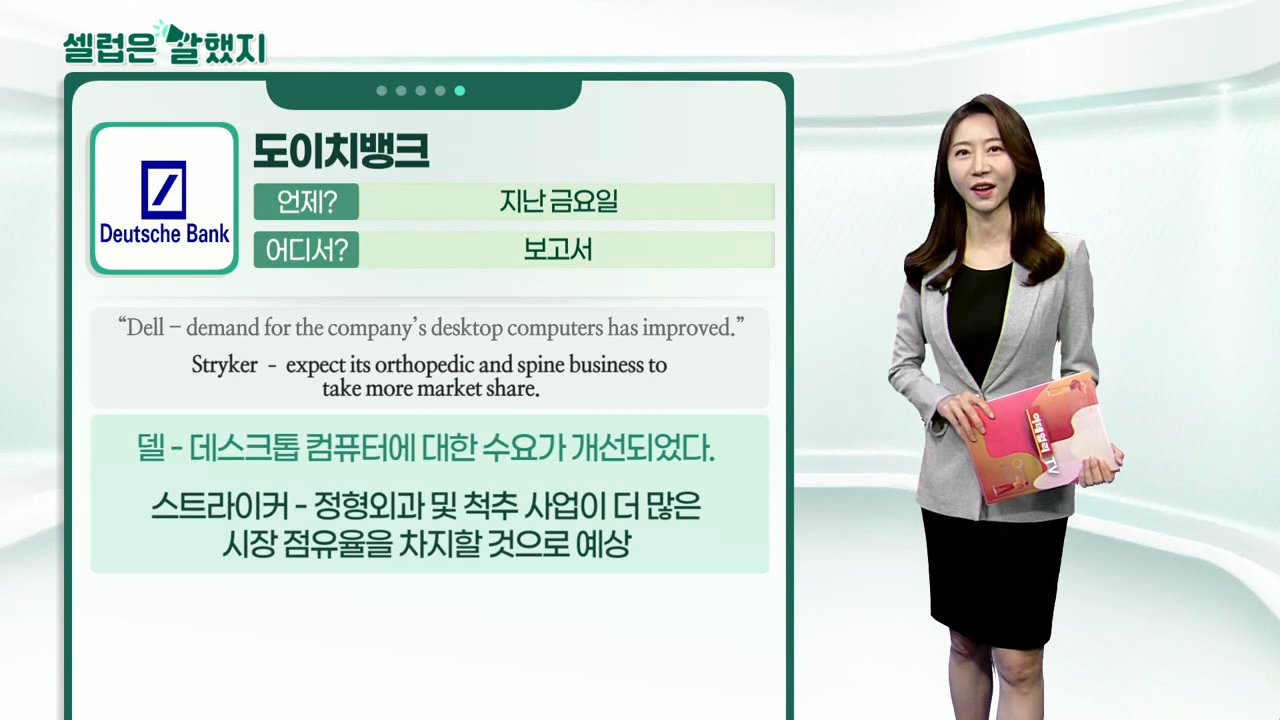 셀럽은 말했지
도이치뱅크
Deutsche Bank
언제? 지난 금요일
어디서? 보고서
“Dell – demand for the company’s desktop computers has improved.”
Stryker - expect its orthopedic and spine business to
take more market share.
델 - 데스크톱 컴퓨터에 대한 수요가 개선되었다.
스트라이커 - 정형외과 및 척추 사업이 더 많은
시장 점유율을 차지할 것으로 예상
이데일리 TV